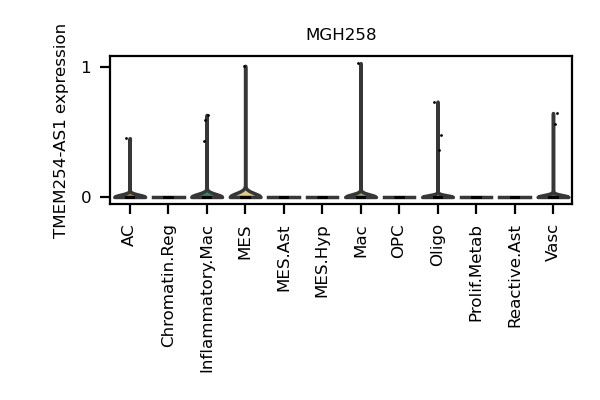 MGH258
TMEM254-AS1 expression
1
0
AC
Chromatin.Reg
Inflammatory.Mac
MES
MES.Ast
MES.Hyp
Mac
OPC
Oligo
Prolif.Metab
Reactive.Ast
Vasc